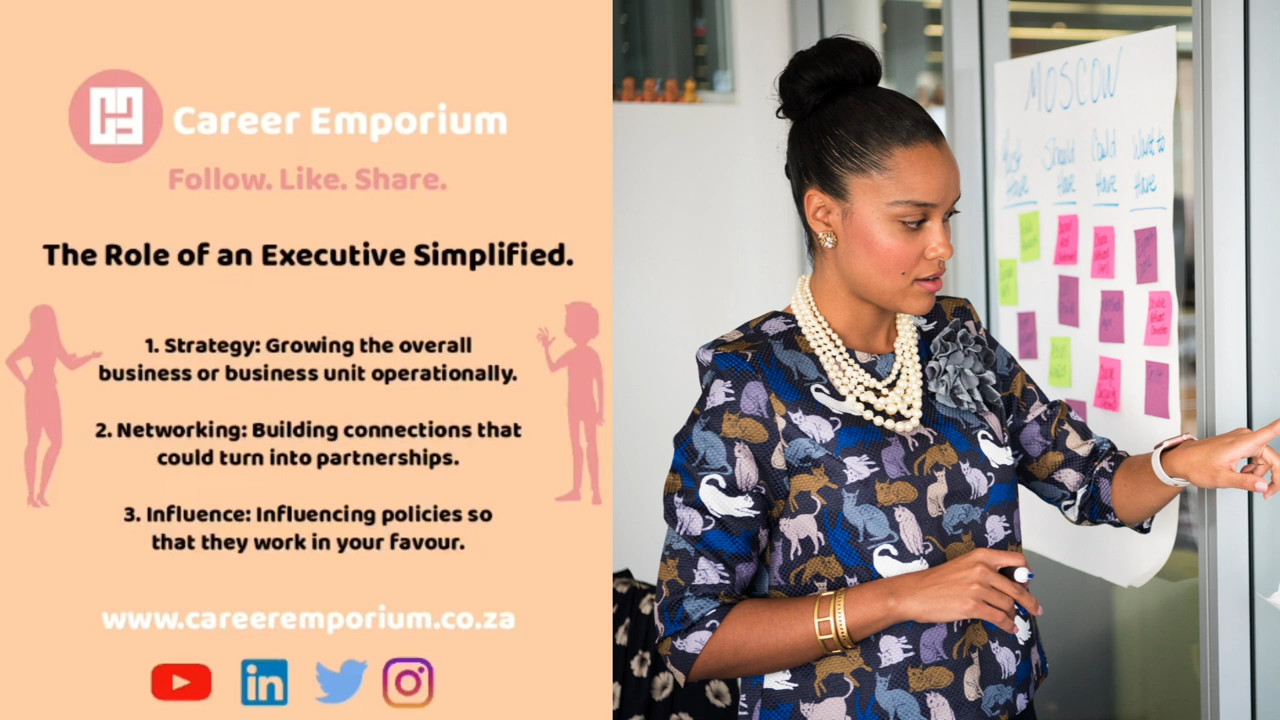 Career Emporium
Follow. Like. Share.
The Role of an Executive Simplified.
1. Strategy: Growing the overall
business or business unit operationally.
2. Networking: Building connections that
could turn into partnerships.
3. Influence: Influencing policies so
that they work in your favour.
www.careeremporium.co.za
in
MOSCOW
Must Should Could Want to
Have Have Have Have